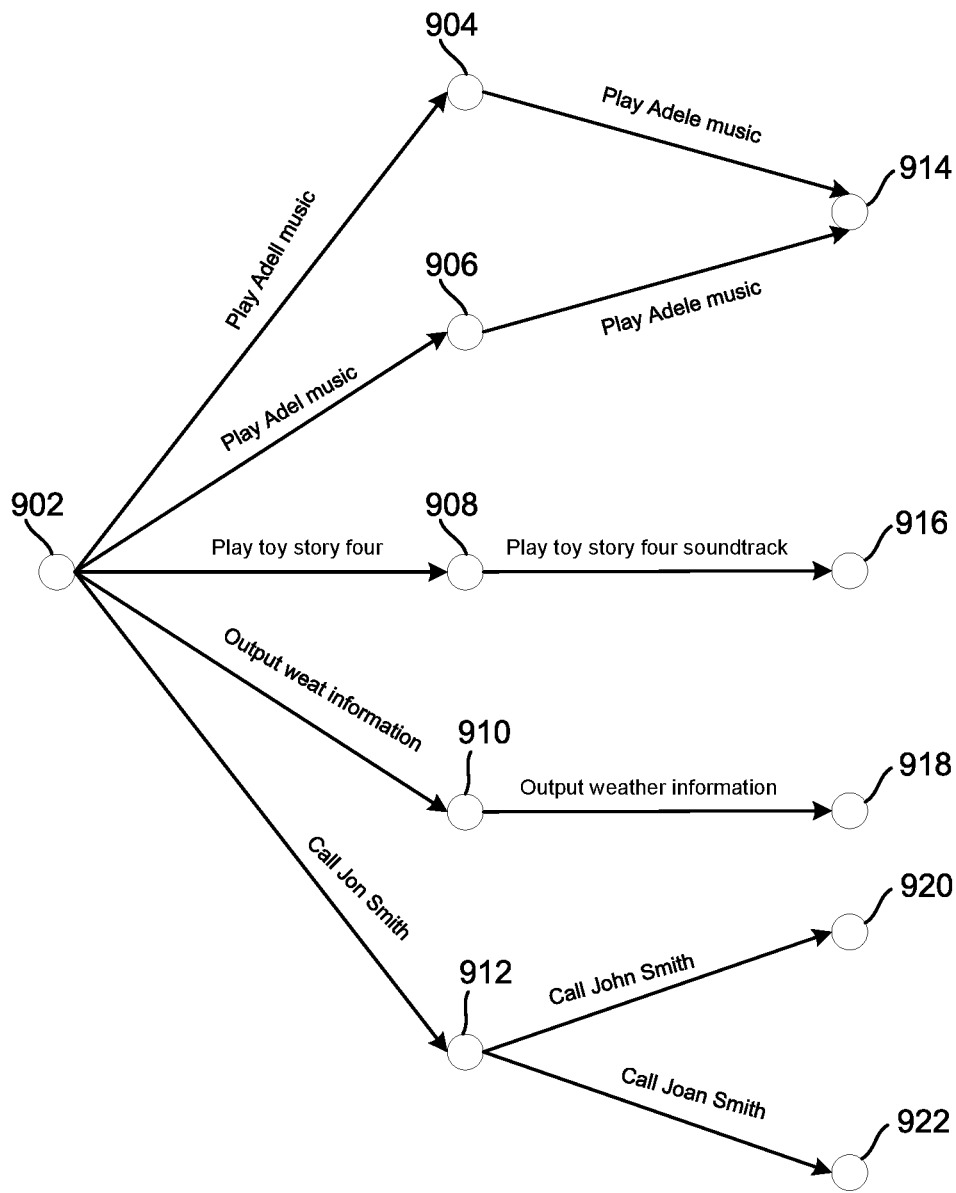 904
Play Adele music
914
Play Adell music
906
Play Adele music
Play Adel music
902
908
916
Play toy story four
Play toy story four soundtrack
Output weat information
910
918
Output weather information
Call Jon Smith
920
912
Call John Smith
Call Joan Smith
922